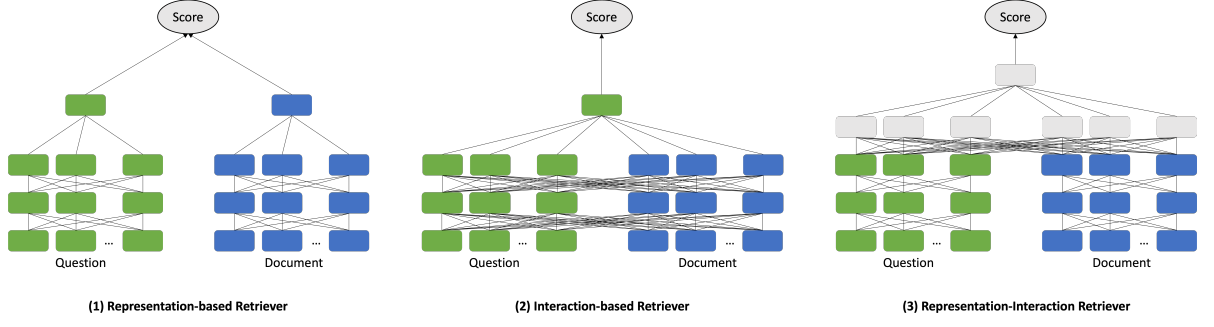 Score
Score
Score
...
...
...
...
...
...
Question
Document
Question
Document
Question
Document
(1) Representation-based Retriever
(2) Interaction-based Retriever
(3) Representation-Interaction Retriever